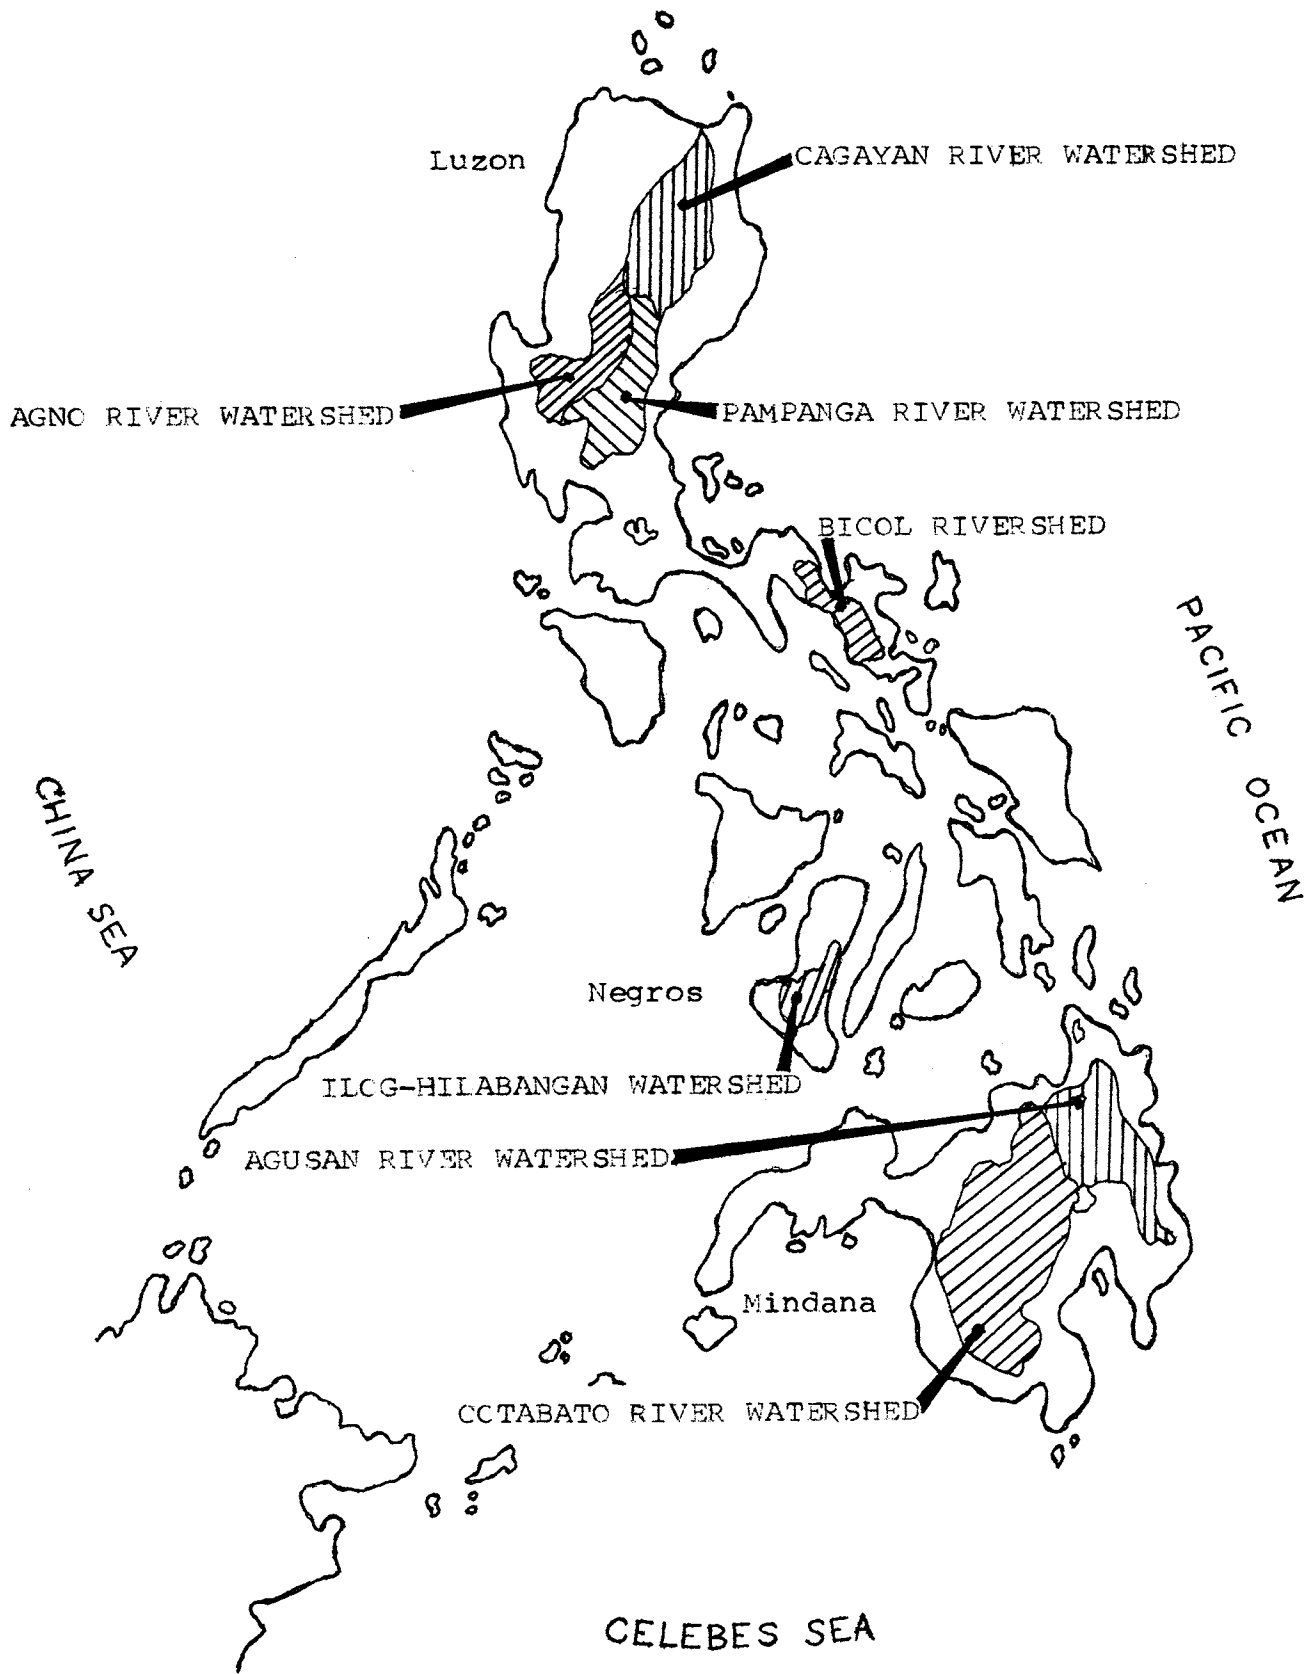 Luzon
CAGAYAN RIVER WATERSHED
AGNO RIVER WATERSHED
PAMPANGA RIVER WATERSHED
BICOL RIVERSHED
PACIFIC OCEAN
CHINA SEA
Negros
ILOG-HILABANGAN WATERSHED
AGUSAN RIVER WATERSHED
Mindana
COTABATO RIVER WATERSHED
CELEBES SEA